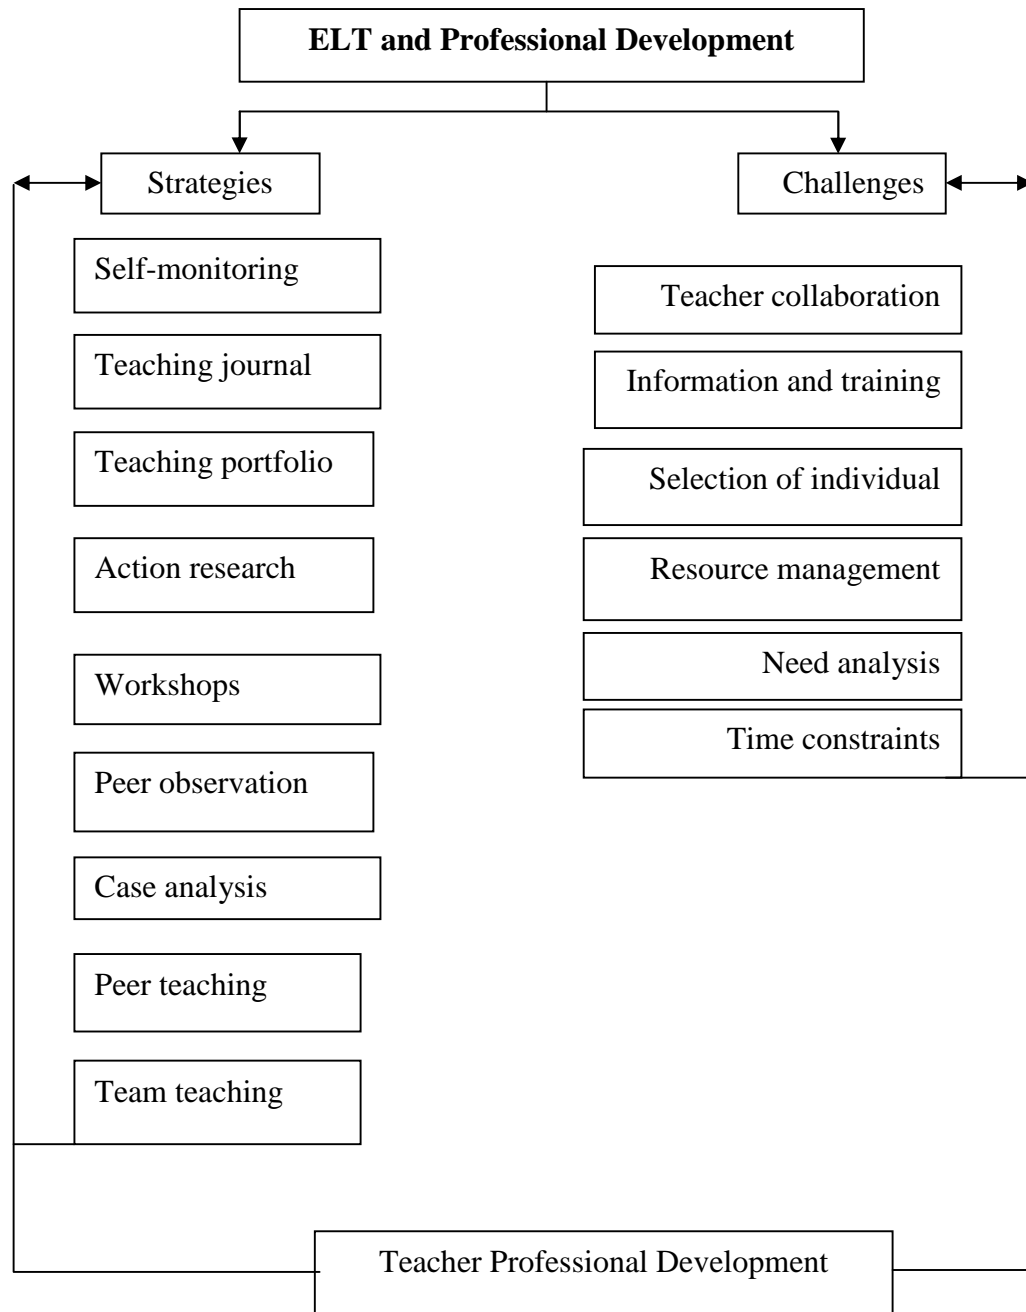 ELT and Professional Development
Strategies
Challenges
Self-monitoring
Teaching journal
Teaching portfolio
Action research
Workshops
Peer observation
Case analysis
Peer teaching
Team teaching
Teacher collaboration
Information and training
Selection of individual
Resource management
Need analysis
Time constraints
Teacher Professional Development